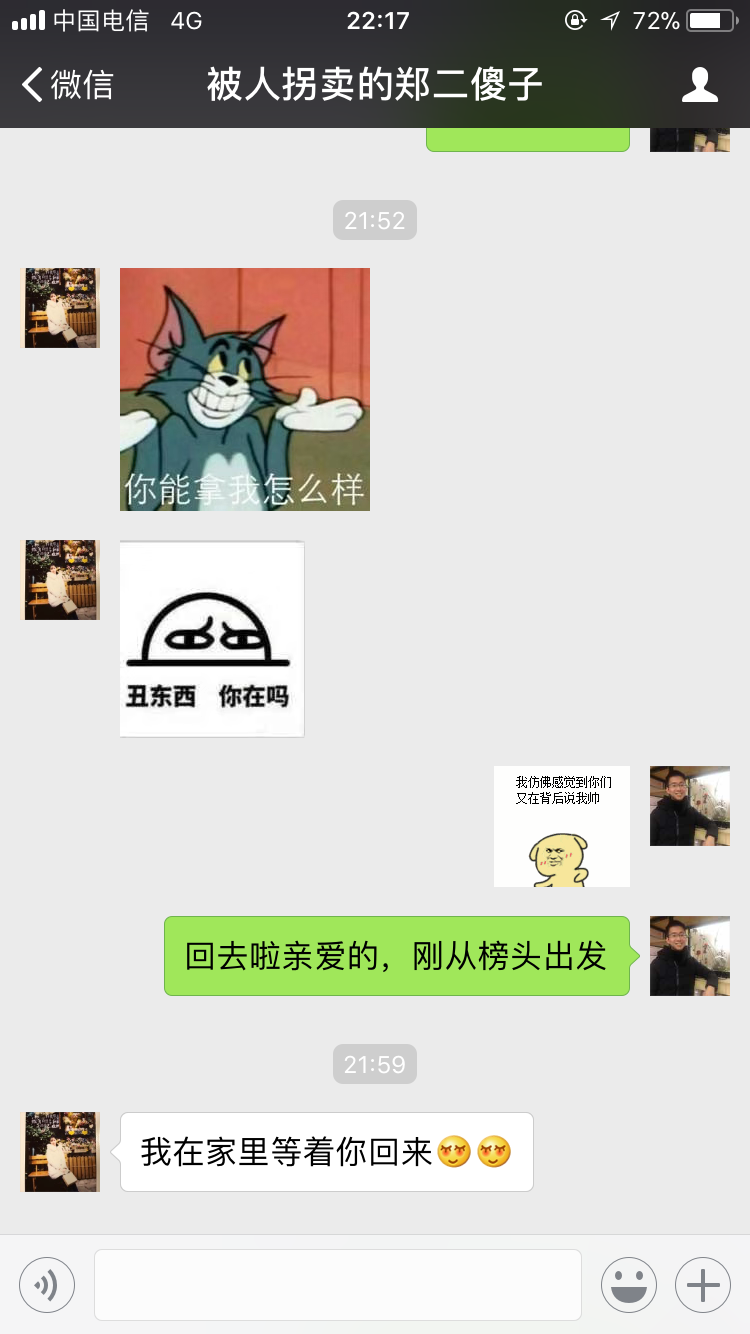 中国电信 4G 22:17 72%
微信 被人拐卖的郑二傻子
21:52
你能拿我怎么样
丑东西 你在吗
我仿佛感觉到你们
又在背后说我帅
回去啦亲爱的，刚从榜头出发
21:59
我在家里等着你回来